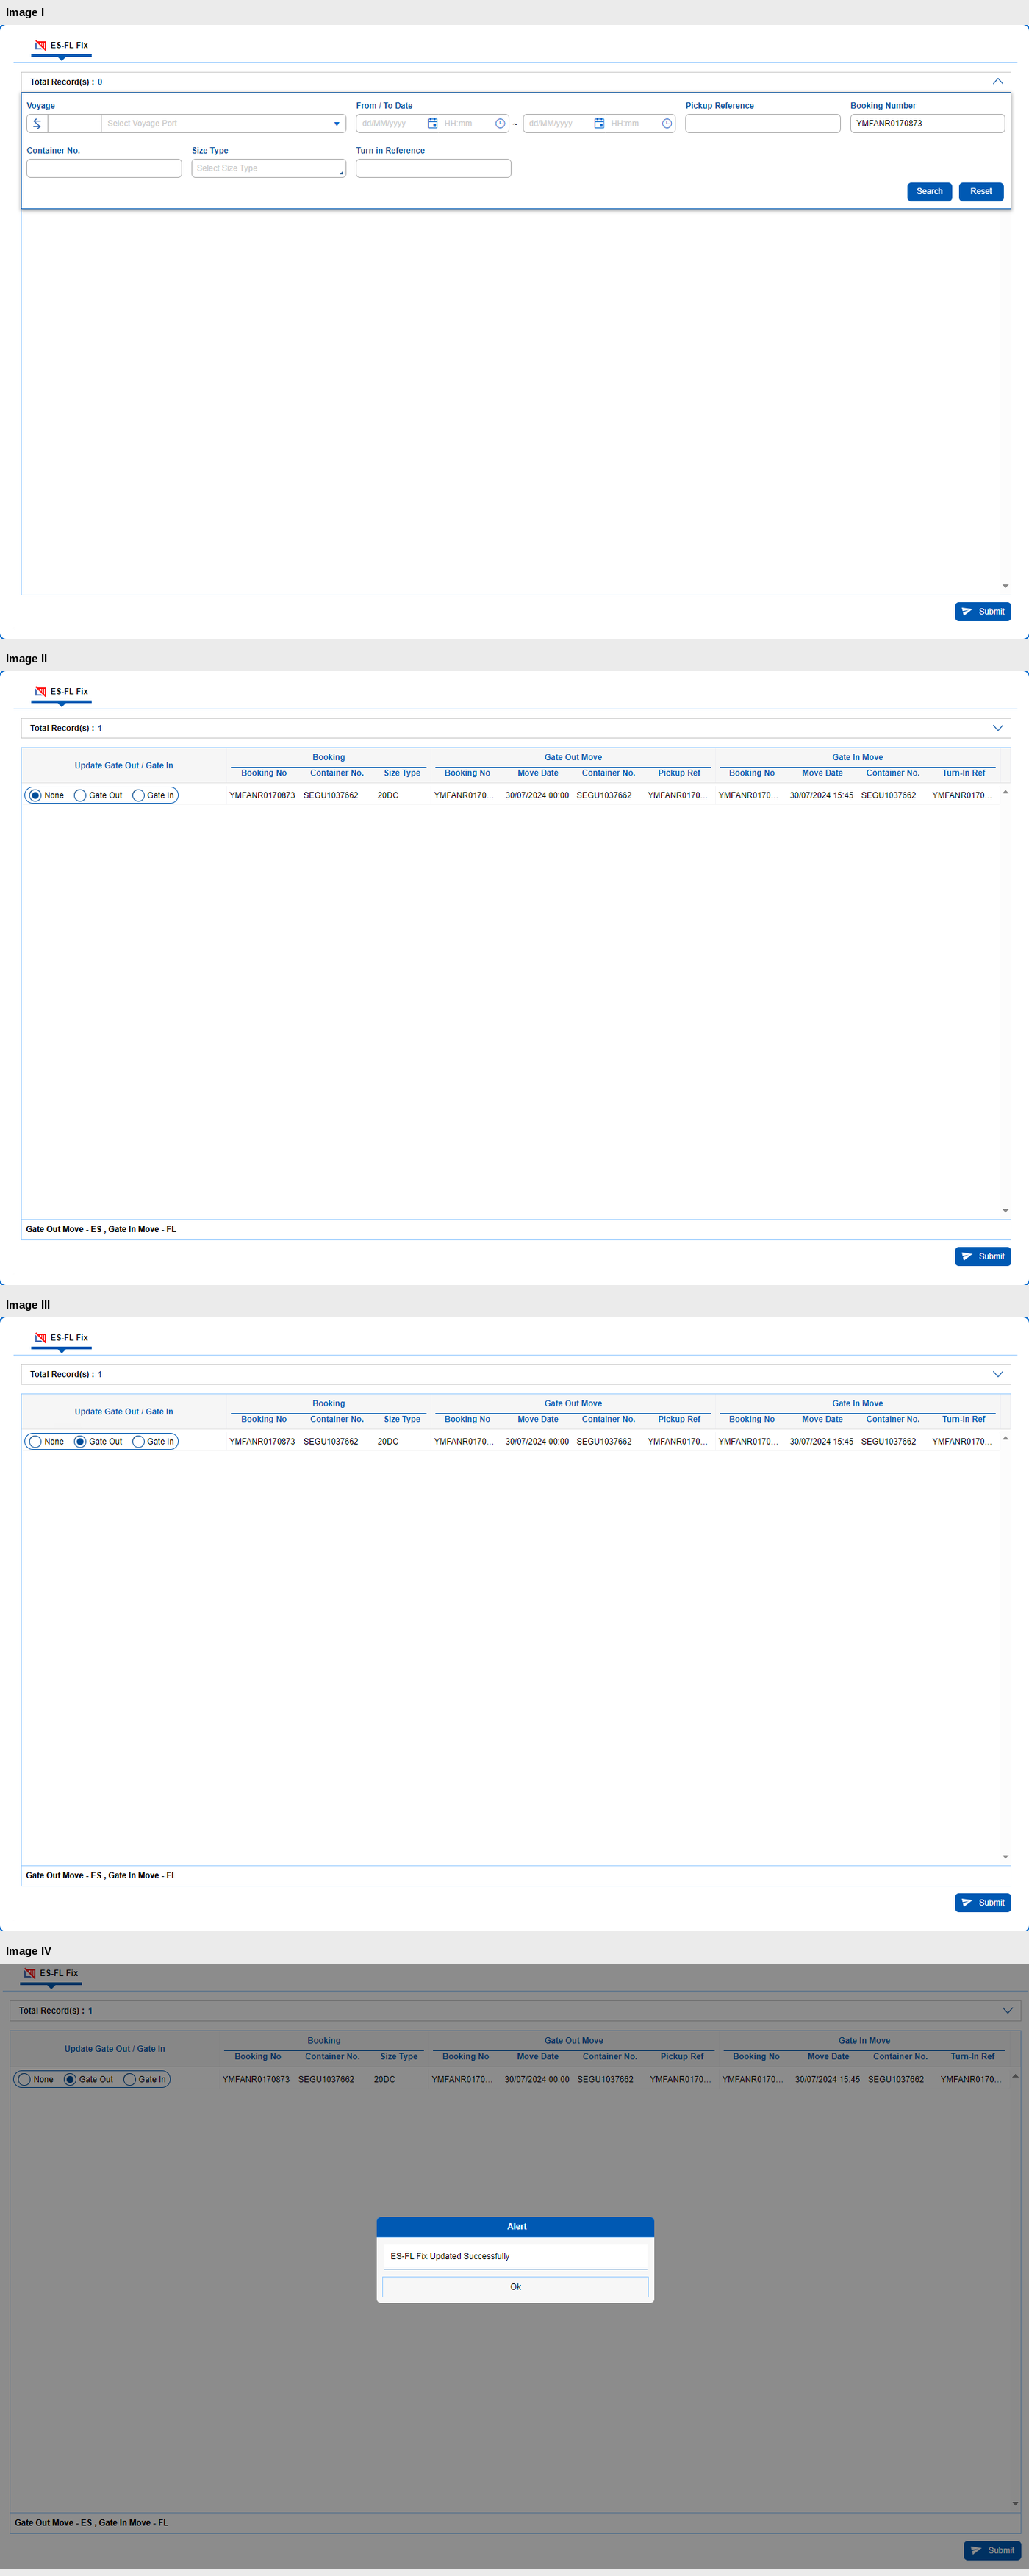 Image I
ES-FL Fix
Total Record(s) : 0
Voyage From / To Date Pickup Reference Booking Number
Select Voyage Port dd/MM/yyyy HH:mm ~ dd/MM/yyyy HH:mm YMFANR0170873
Container No. Size Type Turn in Reference
Select Size Type
Search Reset
Submit
Image II
ES-FL Fix
Total Record(s) : 1
Update Gate Out / Gate In Booking Gate Out Move Gate In Move
Booking No Container No. Size Type Booking No Move Date Container No. Pickup Ref Booking No Move Date Container No. Turn-In Ref
None Gate Out Gate In YMFANR0170873 SEGU1037662 20DC YMFANR0170... 30/07/2024 00:00 SEGU1037662 YMFANR0170... YMFANR0170... 30/07/2024 15:45 SEGU1037662 YMFANR0170...
Gate Out Move - ES , Gate In Move - FL
Submit
Image III
ES-FL Fix
Total Record(s) : 1
Update Gate Out / Gate In Booking Gate Out Move Gate In Move
Booking No Container No. Size Type Booking No Move Date Container No. Pickup Ref Booking No Move Date Container No. Turn-In Ref
None Gate Out Gate In YMFANR0170873 SEGU1037662 20DC YMFANR0170... 30/07/2024 00:00 SEGU1037662 YMFANR0170... YMFANR0170... 30/07/2024 15:45 SEGU1037662 YMFANR0170...
Gate Out Move - ES , Gate In Move - FL
Submit
Image IV
ES-FL Fix
Total Record(s) : 1
Update Gate Out / Gate In Booking Gate Out Move Gate In Move
Booking No Container No. Size Type Booking No Move Date Container No. Pickup Ref Booking No Move Date Container No. Turn-In Ref
None Gate Out Gate In YMFANR0170873 SEGU1037662 20DC YMFANR0170... 30/07/2024 00:00 SEGU1037662 YMFANR0170... YMFANR0170... 30/07/2024 15:45 SEGU1037662 YMFANR0170...
Alert
ES-FL Fix Updated Successfully
Ok
Gate Out Move - ES , Gate In Move - FL
Submit